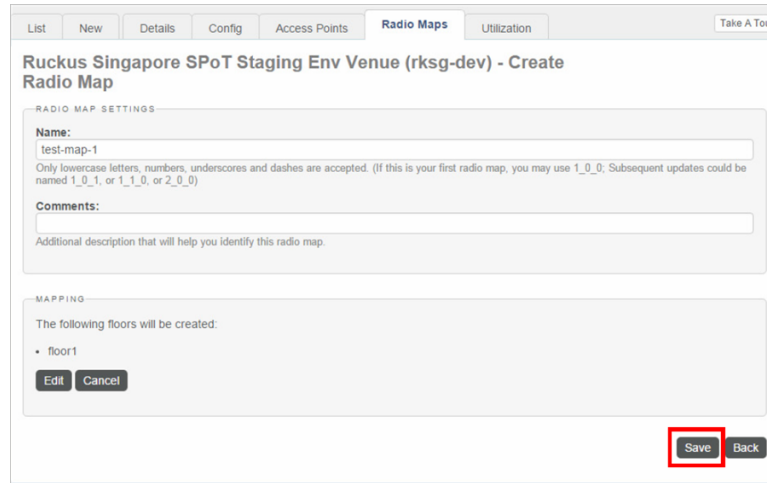 List New Details Config Access Points Radio Maps Utilization Take A Tou
Ruckus Singapore SPoT Staging Env Venue (rksg-dev) - Create
Radio Map
RADIO MAP SETTINGS
Name:
test-map-1
Only lowercase letters, numbers, underscores and dashes are accepted. (If this is your first radio map, you may use 1_0_0; Subsequent updates could be
named 1_0_1, or 1_1_0, or 2_0_0)
Comments:
Additional description that will help you identify this radio map.
MAPPING
The following floors will be created:
• floor1
Edit Cancel
Save Back